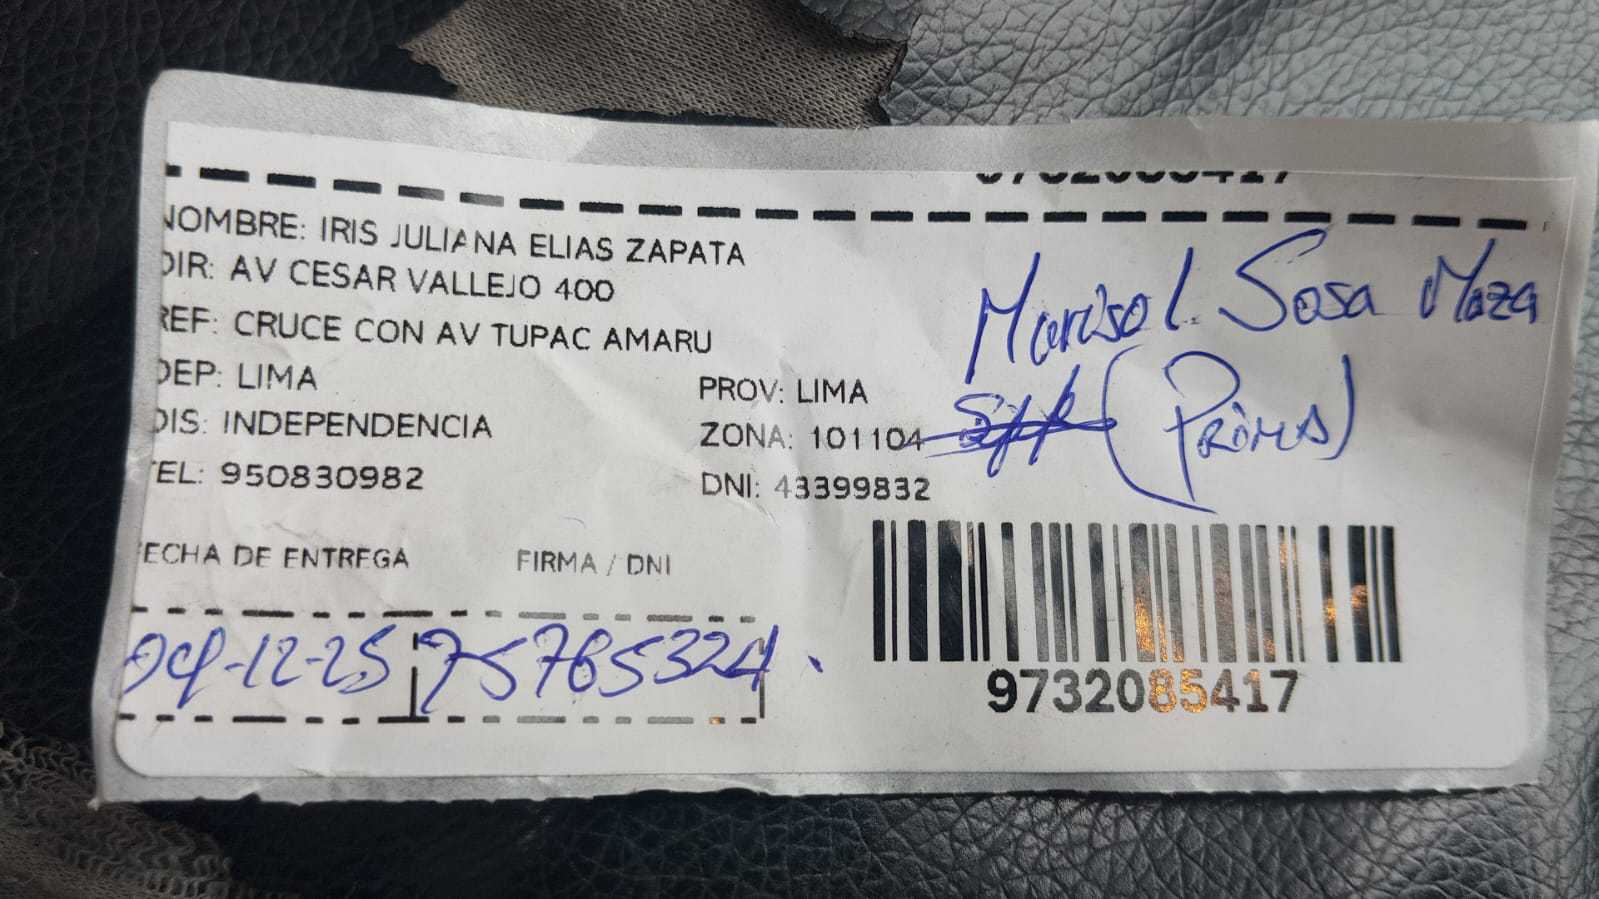 9732085417
NOMBRE: IRIS JULIANA ELIAS ZAPATA
DIR: AV CESAR VALLEJO 400
REF: CRUCE CON AV TUPAC AMARU
DEP: LIMA PROV: LIMA
DIS: INDEPENDENCIA ZONA: 101104
TEL: 950830982 DNI: 43399832
Marisol Sosa Maza
(PRIMA)
FECHA DE ENTREGA FIRMA / DNI
04-12-25 75765324
9732085417